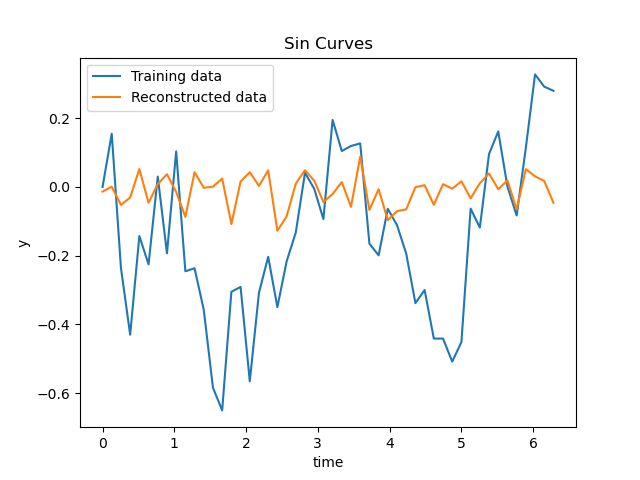 Sin Curves
Training data
Reconstructed data
0.2
0.0
−0.2
−0.4
−0.6
y
0 1 2 3 4 5 6
time